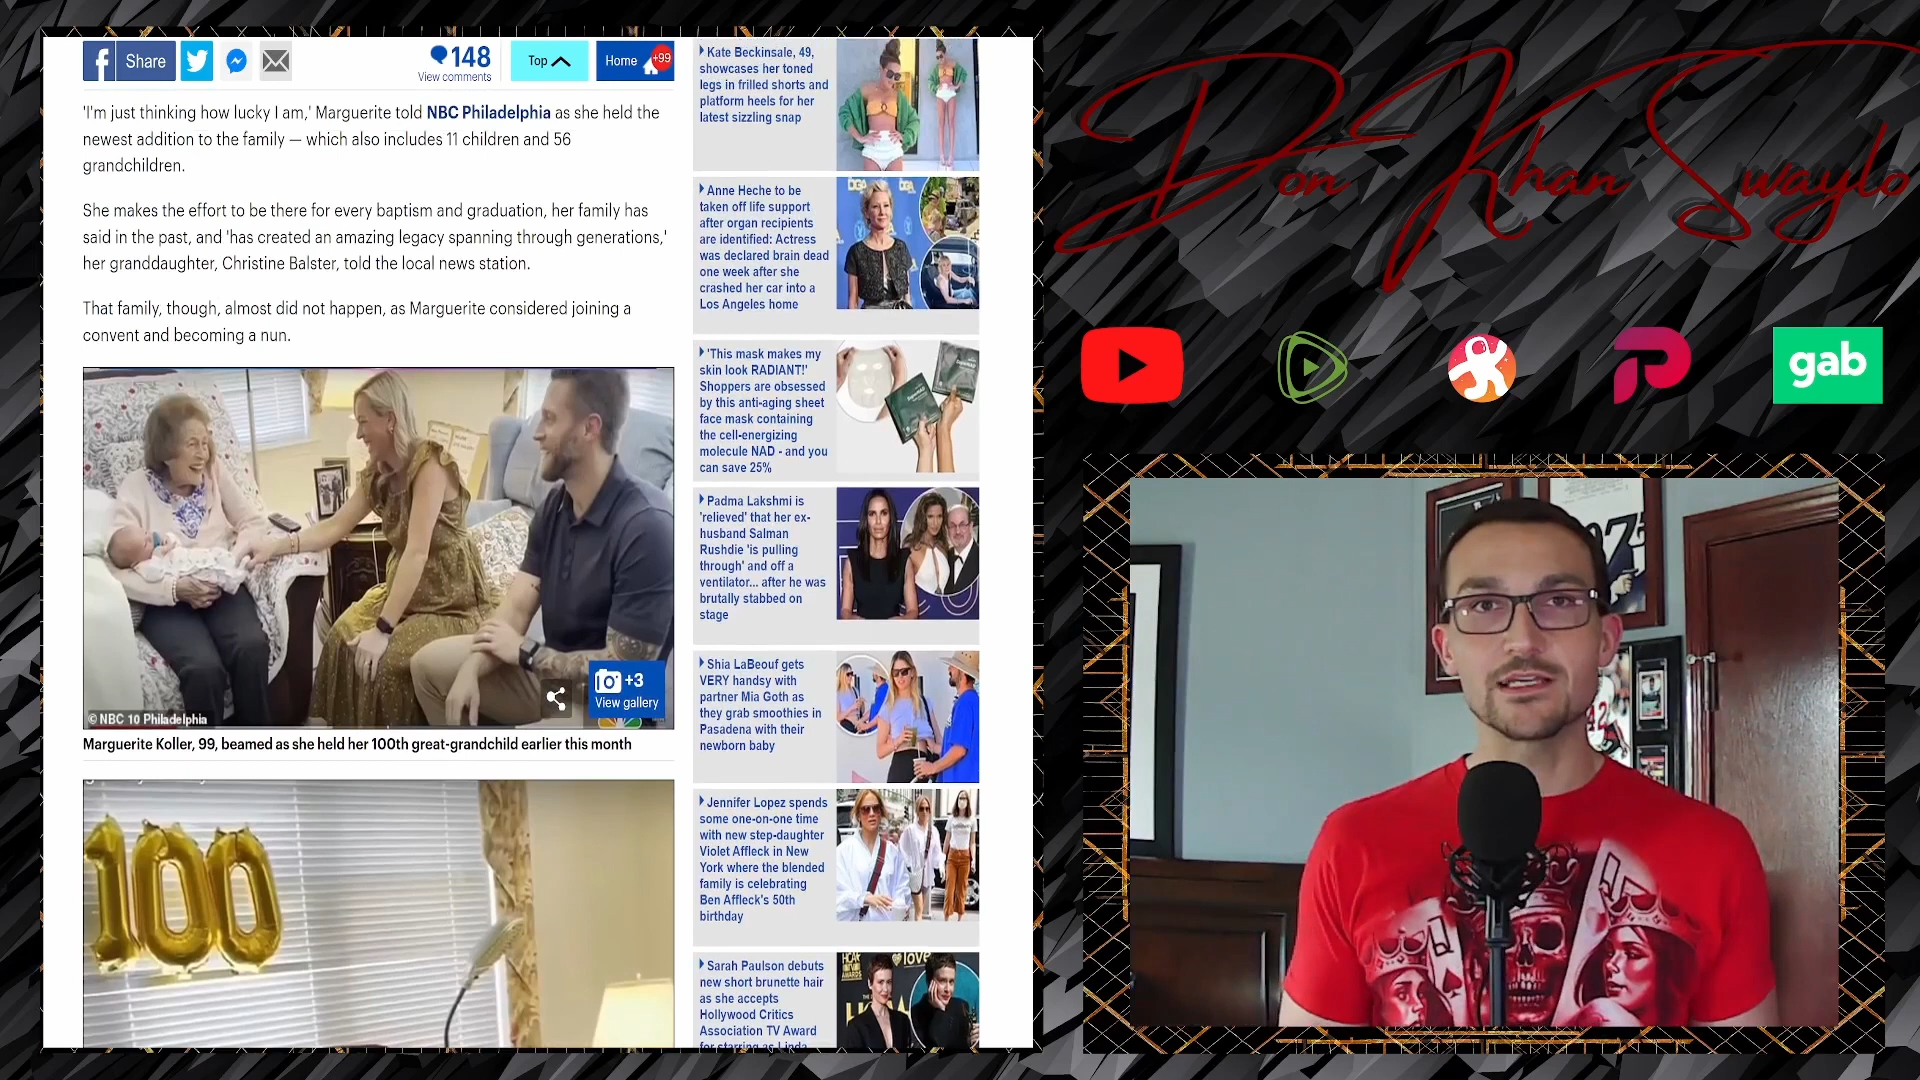 Share
148
View comments
Top
Home
+99
'I'm just thinking how lucky I am,' Marguerite told NBC Philadelphia as she held the
newest addition to the family — which also includes 11 children and 56
grandchildren.
She makes the effort to be there for every baptism and graduation, her family has
said in the past, and 'has created an amazing legacy spanning through generations,'
her granddaughter, Christine Balster, told the local news station.
That family, though, almost did not happen, as Marguerite considered joining a
convent and becoming a nun.
+3
View gallery
© NBC 10 Philadelphia
Marguerite Koller, 99, beamed as she held her 100th great-grandchild earlier this month
100
Kate Beckinsale, 49,
showcases her toned
legs in frilled shorts and
platform heels for her
latest sizzling snap
Anne Heche to be
taken off life support
after organ recipients
are identified: Actress
was declared brain dead
one week after she
crashed her car into a
Los Angeles home
'This mask makes my
skin look RADIANT!'
Shoppers are obsessed
by this anti-aging sheet
face mask containing
the cell-energizing
molecule NAD - and you
can save 25%
Padma Lakshmi is
'relieved' that her ex-
husband Salman
Rushdie 'is pulling
through' and off a
ventilator... after he was
brutally stabbed on
stage
Shia LaBeouf gets
VERY handsy with
partner Mia Goth as
they grab smoothies in
Pasadena with their
newborn baby
Jennifer Lopez spends
some one-on-one time
with new step-daughter
Violet Affleck in New
York where the blended
family is celebrating
Ben Affleck's 50th
birthday
Sarah Paulson debuts
new short brunette hair
as she accepts
Hollywood Critics
Association TV Award
for starring as Linda
Don Khan Swaylo
gab